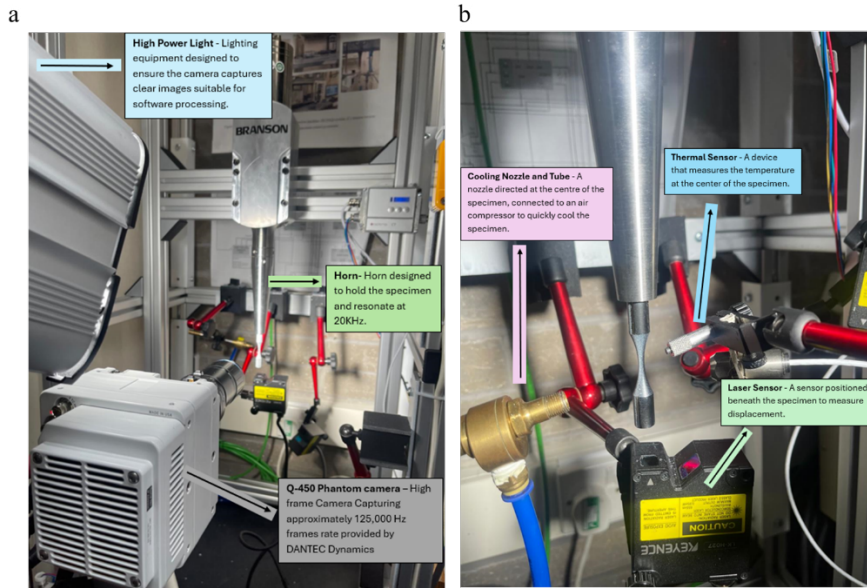 a
b
High Power Light - Lighting
equipment designed to
ensure the camera captures
clear images suitable for
software processing.
BRANSON
Horn- Horn designed
to hold the specimen
and resonate at
20KHz.
Q-450 Phantom camera – High
frame Camera Capturing
approximately 125,000 Hz
frames rate provided by
DANTEC Dynamics
Cooling Nozzle and Tube - A
nozzle directed at the centre of the
specimen, connected to an air
compressor to quickly cool the
specimen.
Thermal Sensor - A device
that measures the temperature
at the center of the specimen.
Laser Sensor - A sensor positioned
beneath the specimen to measure
displacement.
CAUTION
KEYENCE